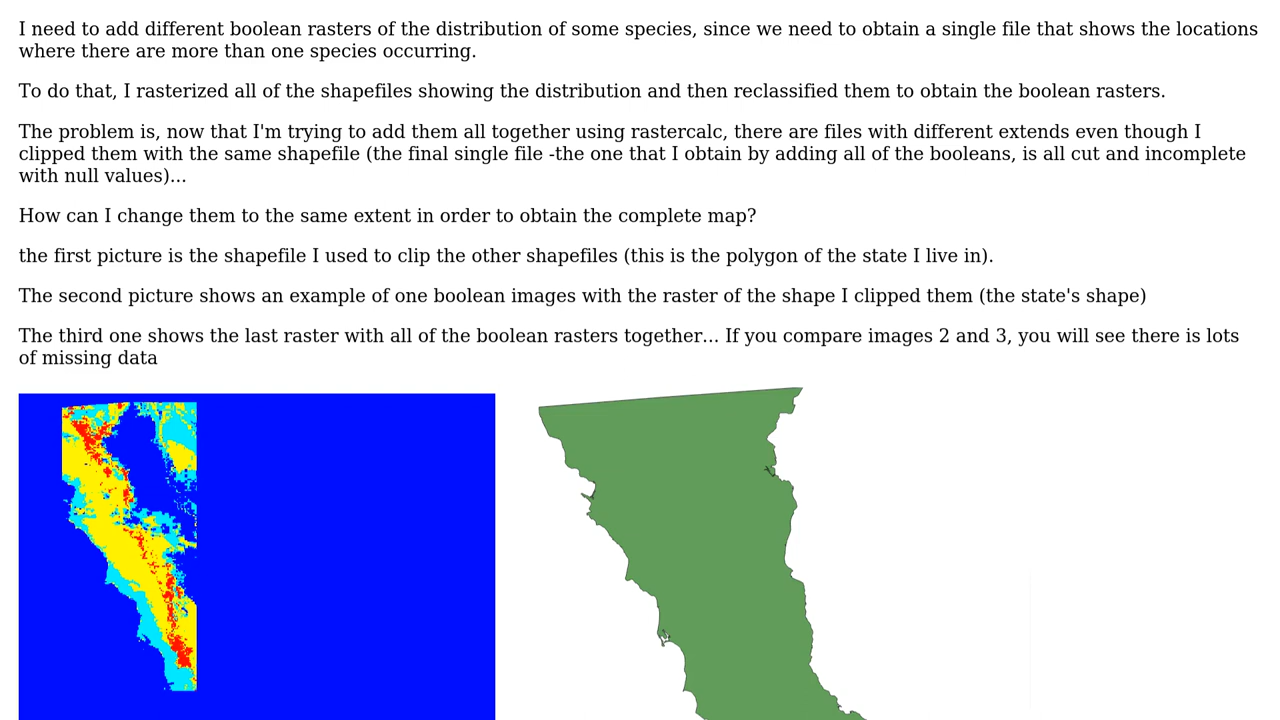 I need to add different boolean rasters of the distribution of some species, since we need to obtain a single file that shows the locations
where there are more than one species occurring.
To do that, I rasterized all of the shapefiles showing the distribution and then reclassified them to obtain the boolean rasters.
The problem is, now that I'm trying to add them all together using rastercalc, there are files with different extends even though I
clipped them with the same shapefile (the final single file -the one that I obtain by adding all of the booleans, is all cut and incomplete
with null values)...
How can I change them to the same extent in order to obtain the complete map?
the first picture is the shapefile I used to clip the other shapefiles (this is the polygon of the state I live in).
The second picture shows an example of one boolean images with the raster of the shape I clipped them (the state's shape)
The third one shows the last raster with all of the boolean rasters together... If you compare images 2 and 3, you will see there is lots
of missing data